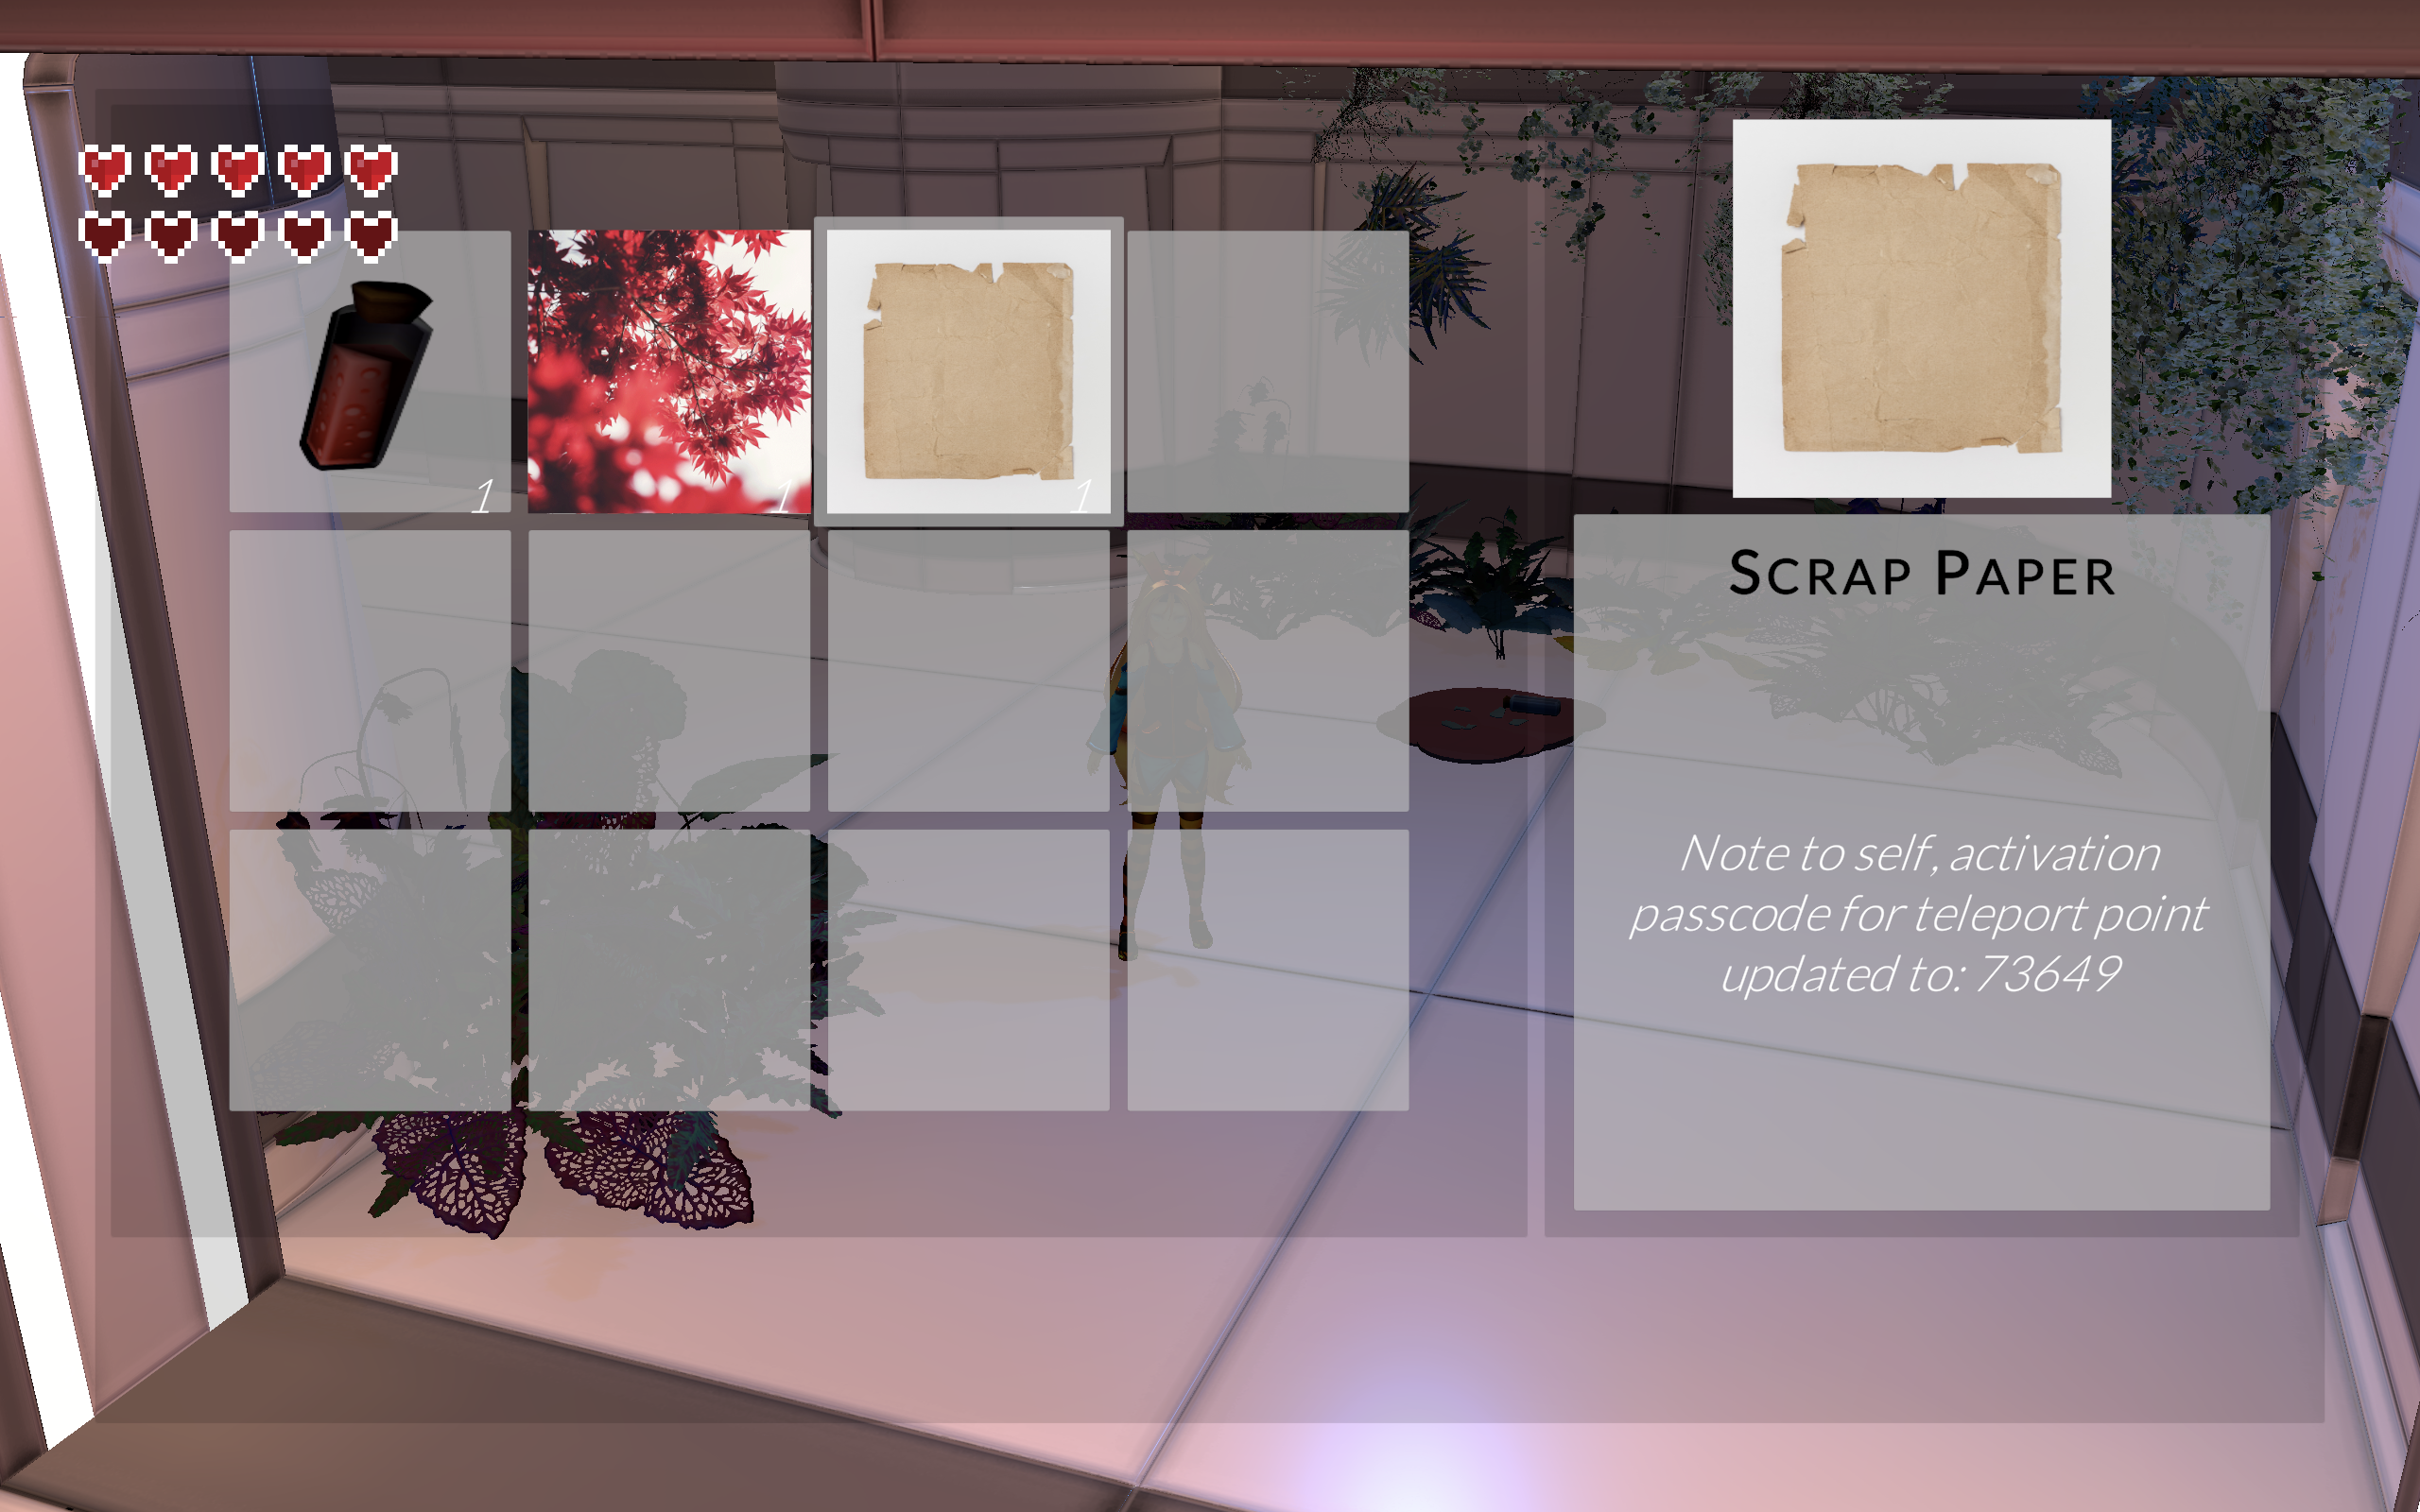 1
1
1
SCRAP PAPER
Note to self, activation
passcode for teleport point
updated to: 73649